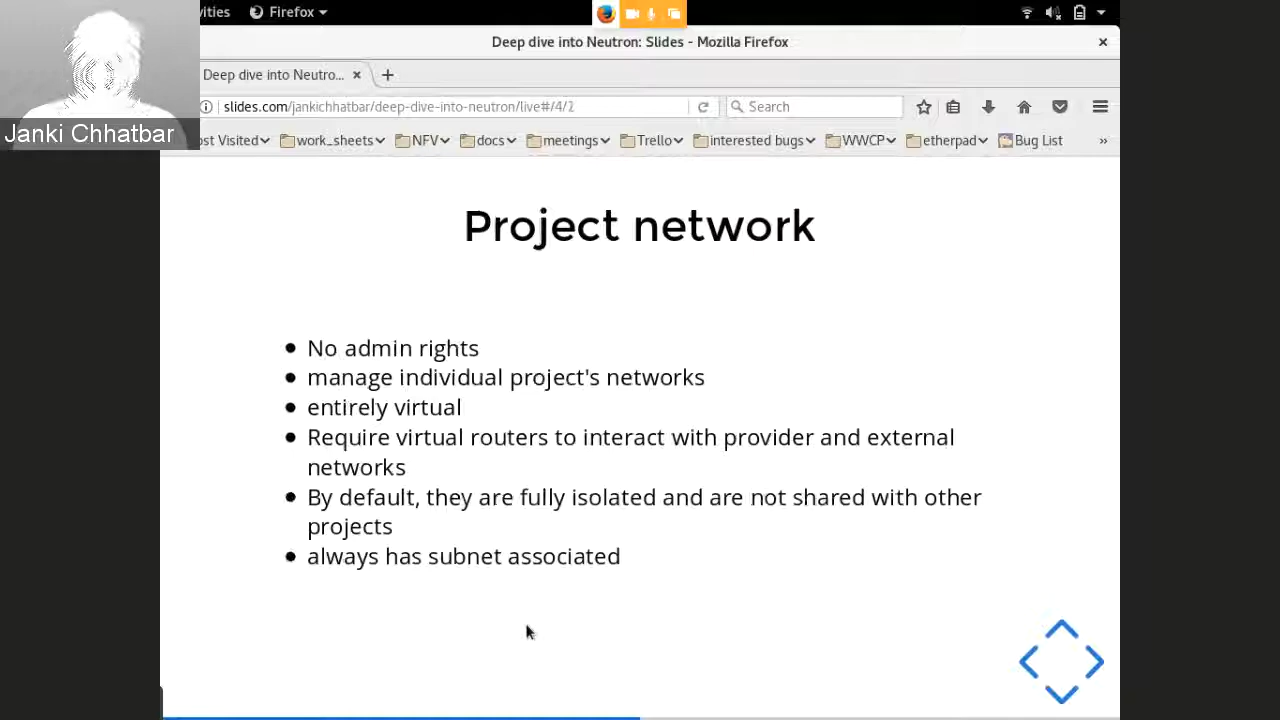 vities
Firefox
Deep dive into Neutron: Slides - Mozilla Firefox
Deep dive into Neutro...
slides.com/jankichhatbar/deep-dive-into-neutron/live#/4/2
Search
Janki Chhatbar
ost Visited
work_sheets
NFV
docs
meetings
Trello
interested bugs
WWCP
etherpad
Bug List
Project network
No admin rights
manage individual project's networks
entirely virtual
Require virtual routers to interact with provider and external
networks
By default, they are fully isolated and are not shared with other
projects
always has subnet associated